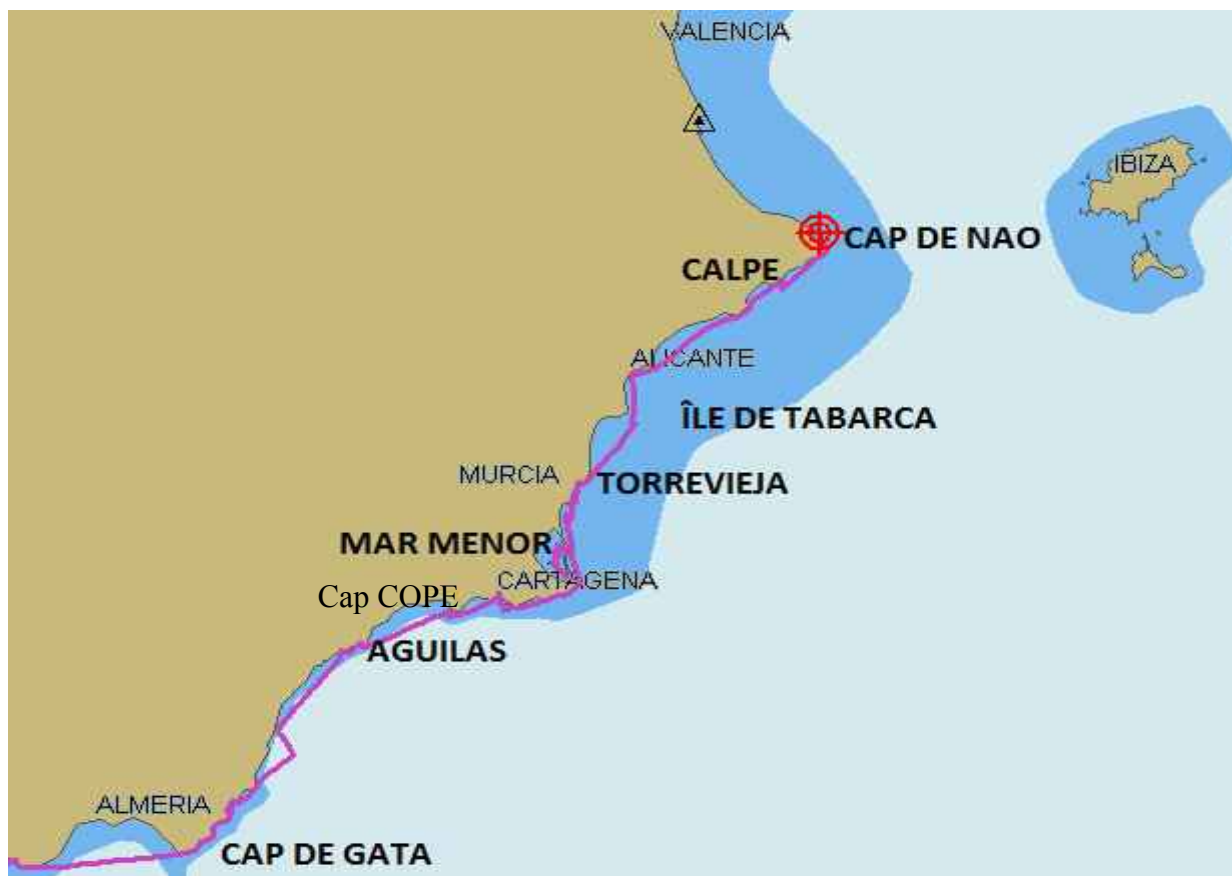 VALENCIA
IBIZA
CAP DE NAO
CALPE
ALICANTE
ÎLE DE TABARCA
MURCIA
TORREVIEJA
MAR MENOR
CARTAGENA
Cap COPE
AGUILAS
ALMERIA
CAP DE GATA